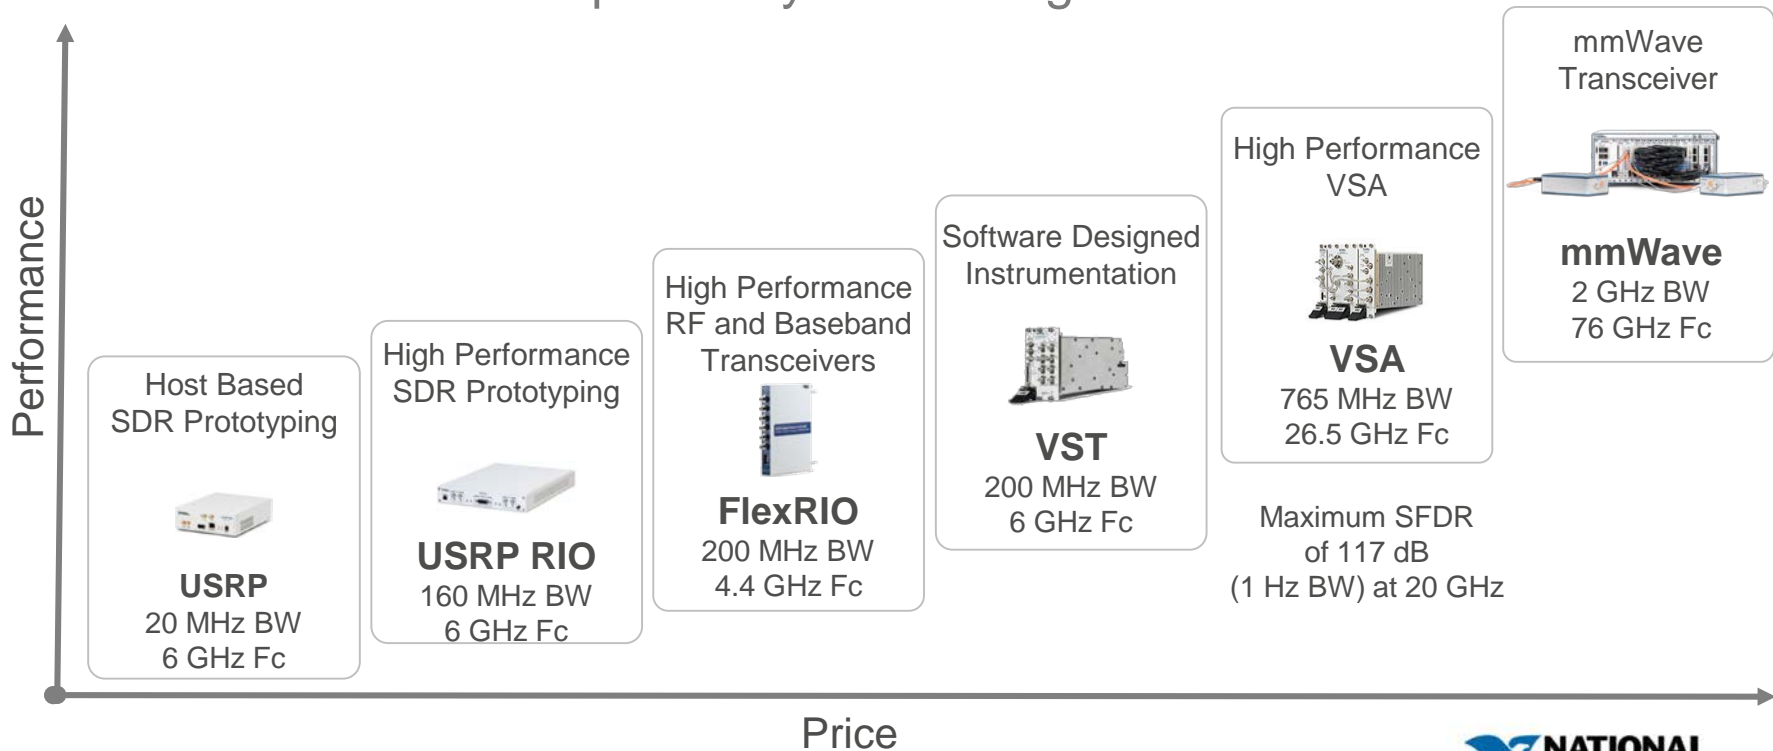 Performance
Host Based
SDR Prototyping
USRP
20 MHz BW
6 GHz Fc
High Performance
SDR Prototyping
USRP RIO
160 MHz BW
6 GHz Fc
High Performance
RF and Baseband
Transceivers
FlexRIO
200 MHz BW
4.4 GHz Fc
Software Designed
Instrumentation
VST
200 MHz BW
6 GHz Fc
High Performance
VSA
VSA
765 MHz BW
26.5 GHz Fc
Maximum SFDR
of 117 dB
(1 Hz BW) at 20 GHz
mmWave
Transceiver
mmWave
2 GHz BW
76 GHz Fc
Price
NATIONAL